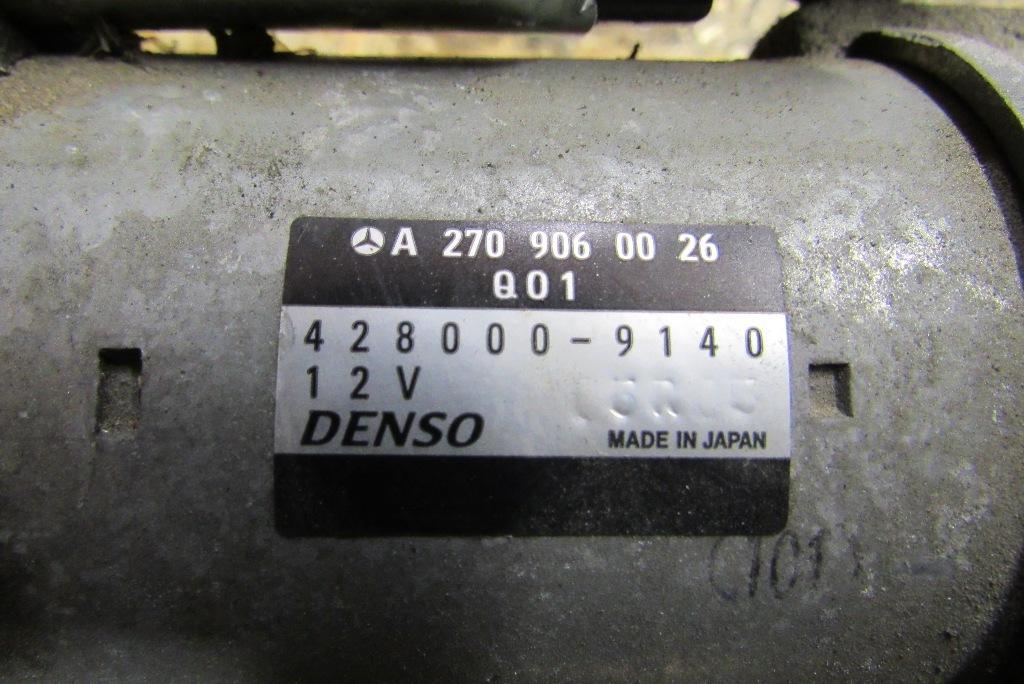 A 270 906 00 26
Q01
428000-9140
12V
DENSO
MADE IN JAPAN